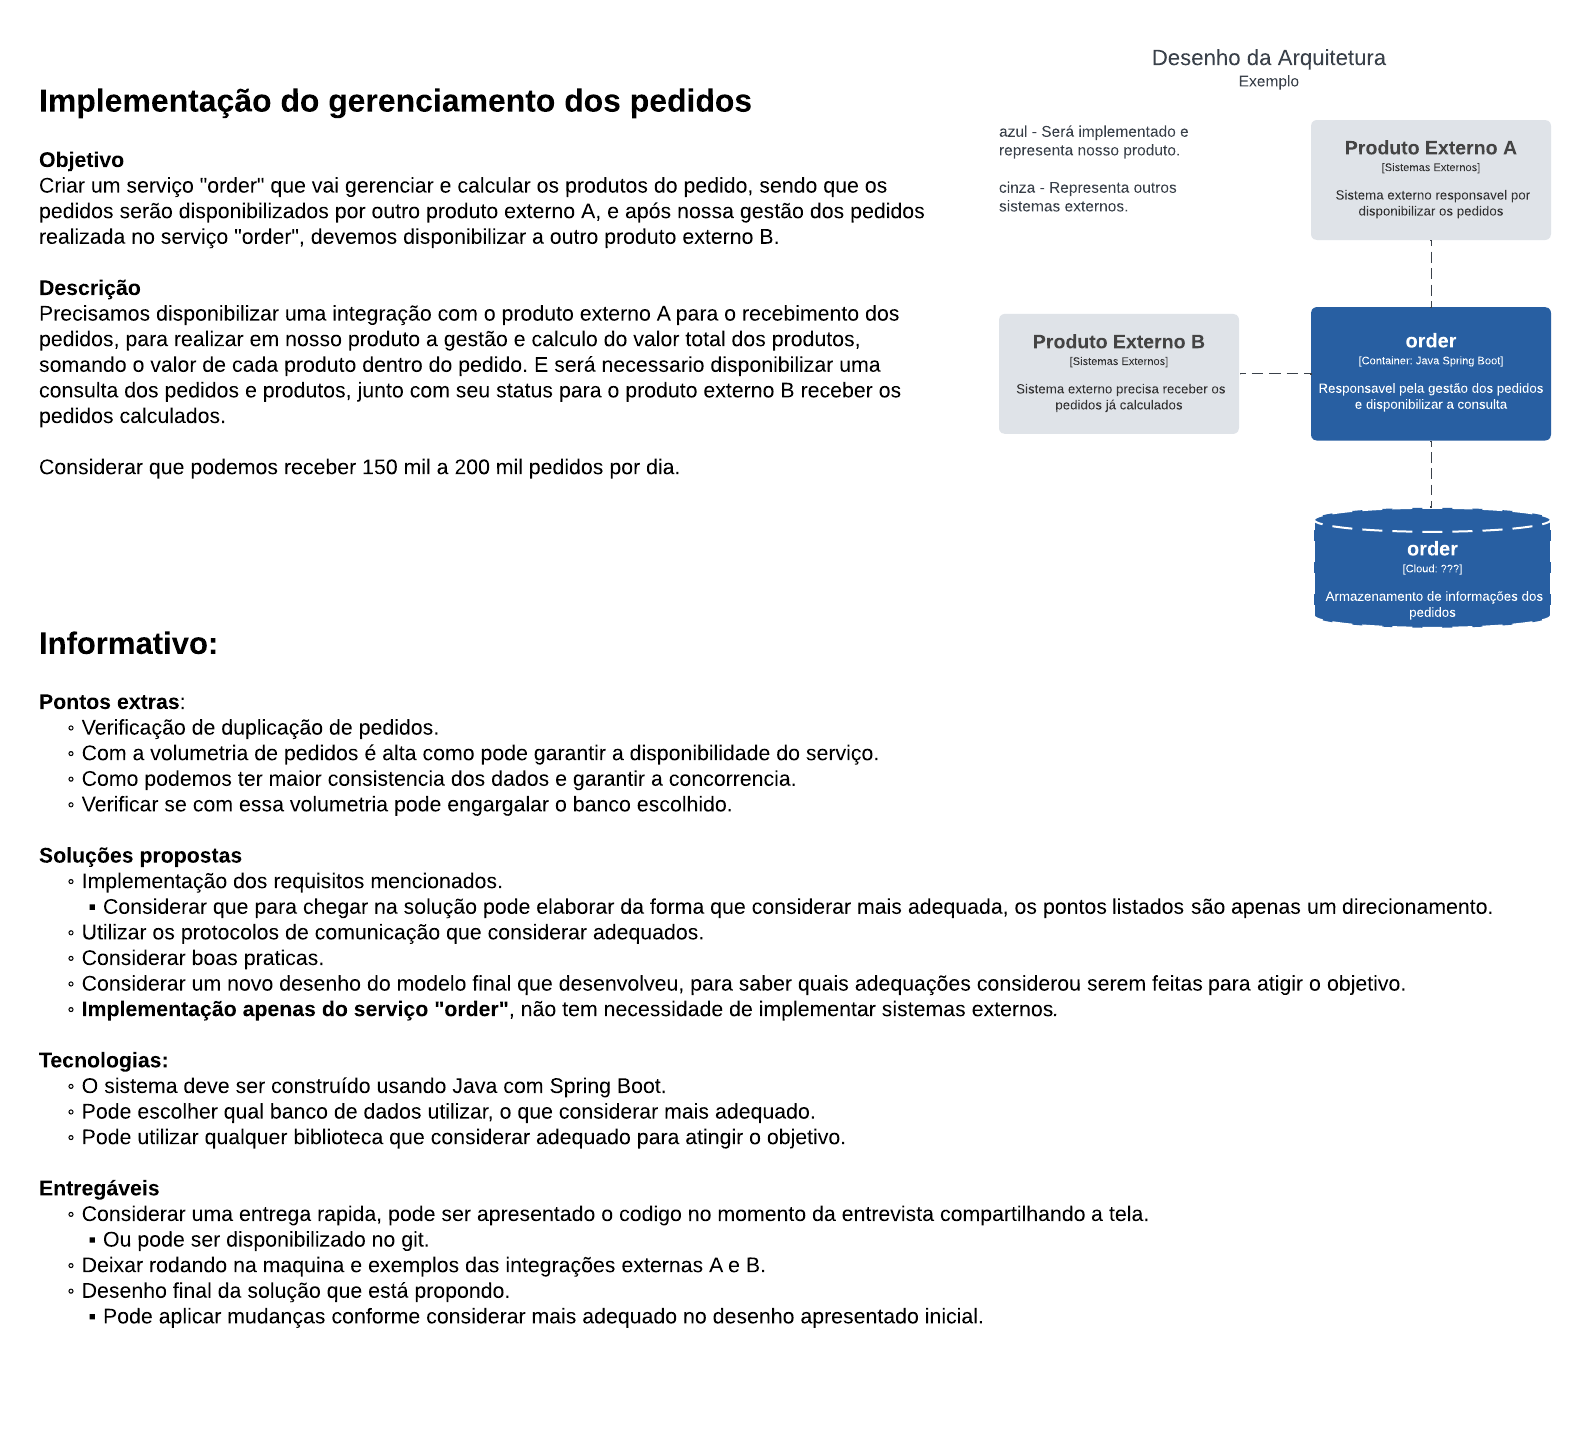 Desenho da Arquitetura
Exemplo
Implementação do gerenciamento dos pedidos
Objetivo
Criar um serviço "order" que vai gerenciar e calcular os produtos do pedido, sendo que os
pedidos serão disponibilizados por outro produto externo A, e após nossa gestão dos pedidos
realizada no serviço "order", devemos disponibilizar a outro produto externo B.
Descrição
Precisamos disponibilizar uma integração com o produto externo A para o recebimento dos
pedidos, para realizar em nosso produto a gestão e calculo do valor total dos produtos,
somando o valor de cada produto dentro do pedido. E será necessario disponibilizar uma
consulta dos pedidos e produtos, junto com seu status para o produto externo B receber os
pedidos calculados.
Considerar que podemos receber 150 mil a 200 mil pedidos por dia.
azul - Será implementado e
representa nosso produto.
cinza - Representa outros
sistemas externos.
Produto Externo A
[Sistemas Externos]
Sistema externo responsavel por
disponibilizar os pedidos
Produto Externo B
[Sistemas Externos]
Sistema externo precisa receber os
pedidos já calculados
order
[Container: Java Spring Boot]
Responsavel pela gestão dos pedidos
e disponibilizar a consulta
order
[Cloud: ???]
Armazenamento de informações dos
pedidos
Informativo:
Pontos extras:
◦ Verificação de duplicação de pedidos.
◦ Com a volumetria de pedidos é alta como pode garantir a disponibilidade do serviço.
◦ Como podemos ter maior consistencia dos dados e garantir a concorrencia.
◦ Verificar se com essa volumetria pode engargalar o banco escolhido.
Soluções propostas
◦ Implementação dos requisitos mencionados.
▪ Considerar que para chegar na solução pode elaborar da forma que considerar mais adequada, os pontos listados são apenas um direcionamento.
◦ Utilizar os protocolos de comunicação que considerar adequados.
◦ Considerar boas praticas.
◦ Considerar um novo desenho do modelo final que desenvolveu, para saber quais adequações considerou serem feitas para atigir o objetivo.
◦ Implementação apenas do serviço "order", não tem necessidade de implementar sistemas externos.
Tecnologias:
◦ O sistema deve ser construído usando Java com Spring Boot.
◦ Pode escolher qual banco de dados utilizar, o que considerar mais adequado.
◦ Pode utilizar qualquer biblioteca que considerar adequado para atingir o objetivo.
Entregáveis
◦ Considerar uma entrega rapida, pode ser apresentado o codigo no momento da entrevista compartilhando a tela.
▪ Ou pode ser disponibilizado no git.
◦ Deixar rodando na maquina e exemplos das integrações externas A e B.
◦ Desenho final da solução que está propondo.
▪ Pode aplicar mudanças conforme considerar mais adequado no desenho apresentado inicial.